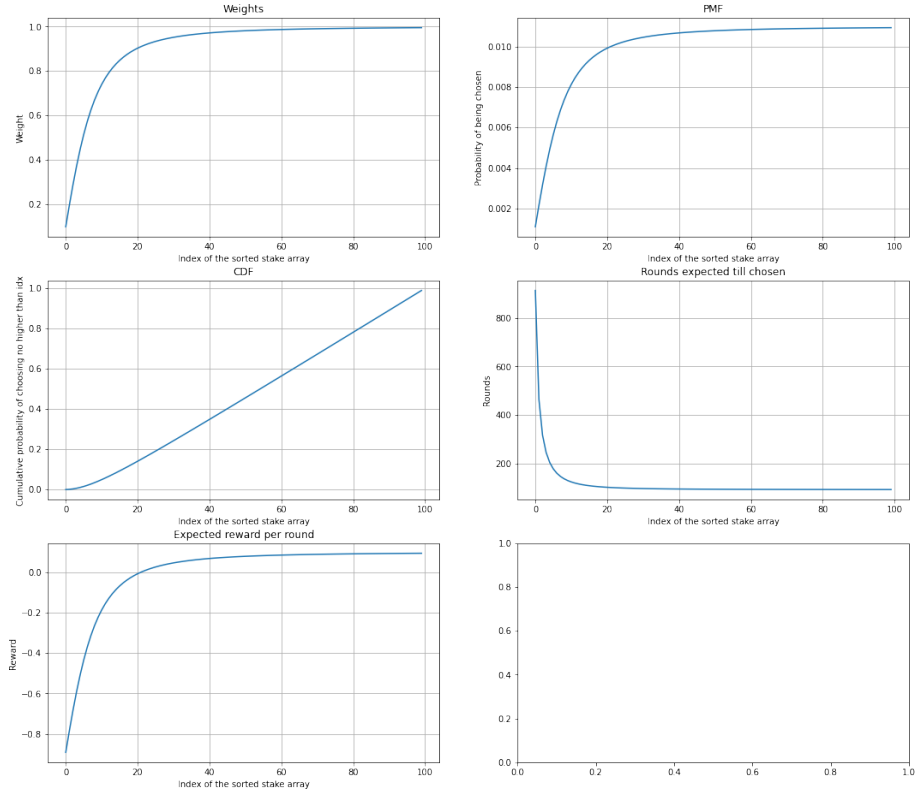 Weights
1.0
0.8
0.6
0.4
0.2
Weight
0 20 40 60 80 100
Index of the sorted stake array
PMF
0.010
0.008
0.006
0.004
0.002
Probability of being chosen
0 20 40 60 80 100
Index of the sorted stake array
CDF
1.0
0.8
0.6
0.4
0.2
0.0
Cumulative probability of choosing no higher than idx
0 20 40 60 80 100
Index of the sorted stake array
Rounds expected till chosen
800
600
400
200
Rounds
0 20 40 60 80 100
Index of the sorted stake array
Expected reward per round
0.0
−0.2
−0.4
−0.6
−0.8
Reward
0 20 40 60 80 100
Index of the sorted stake array
1.0
0.8
0.6
0.4
0.2
0.0
0.0 0.2 0.4 0.6 0.8 1.0